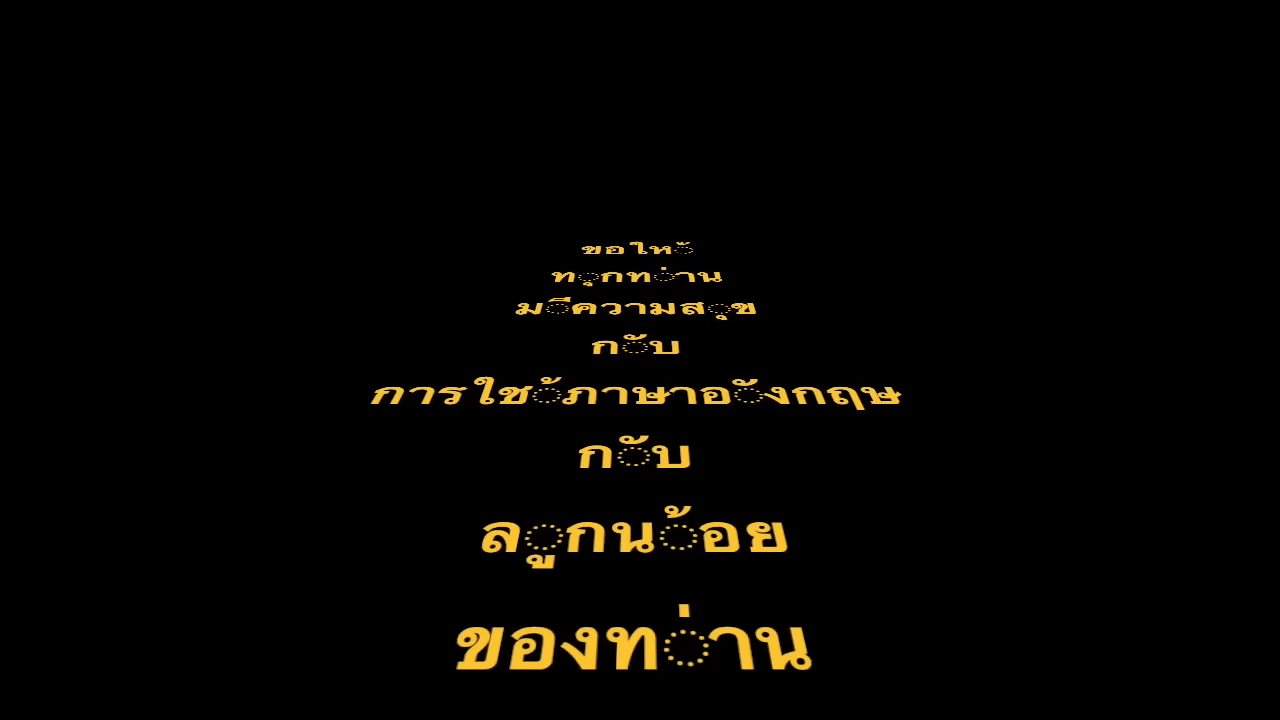 ขอให้
ทุกท่าน
มีความสุข
กับ
การใช้ภาษาอังกฤษ
กับ
ลูกน้อย
ของท่าน